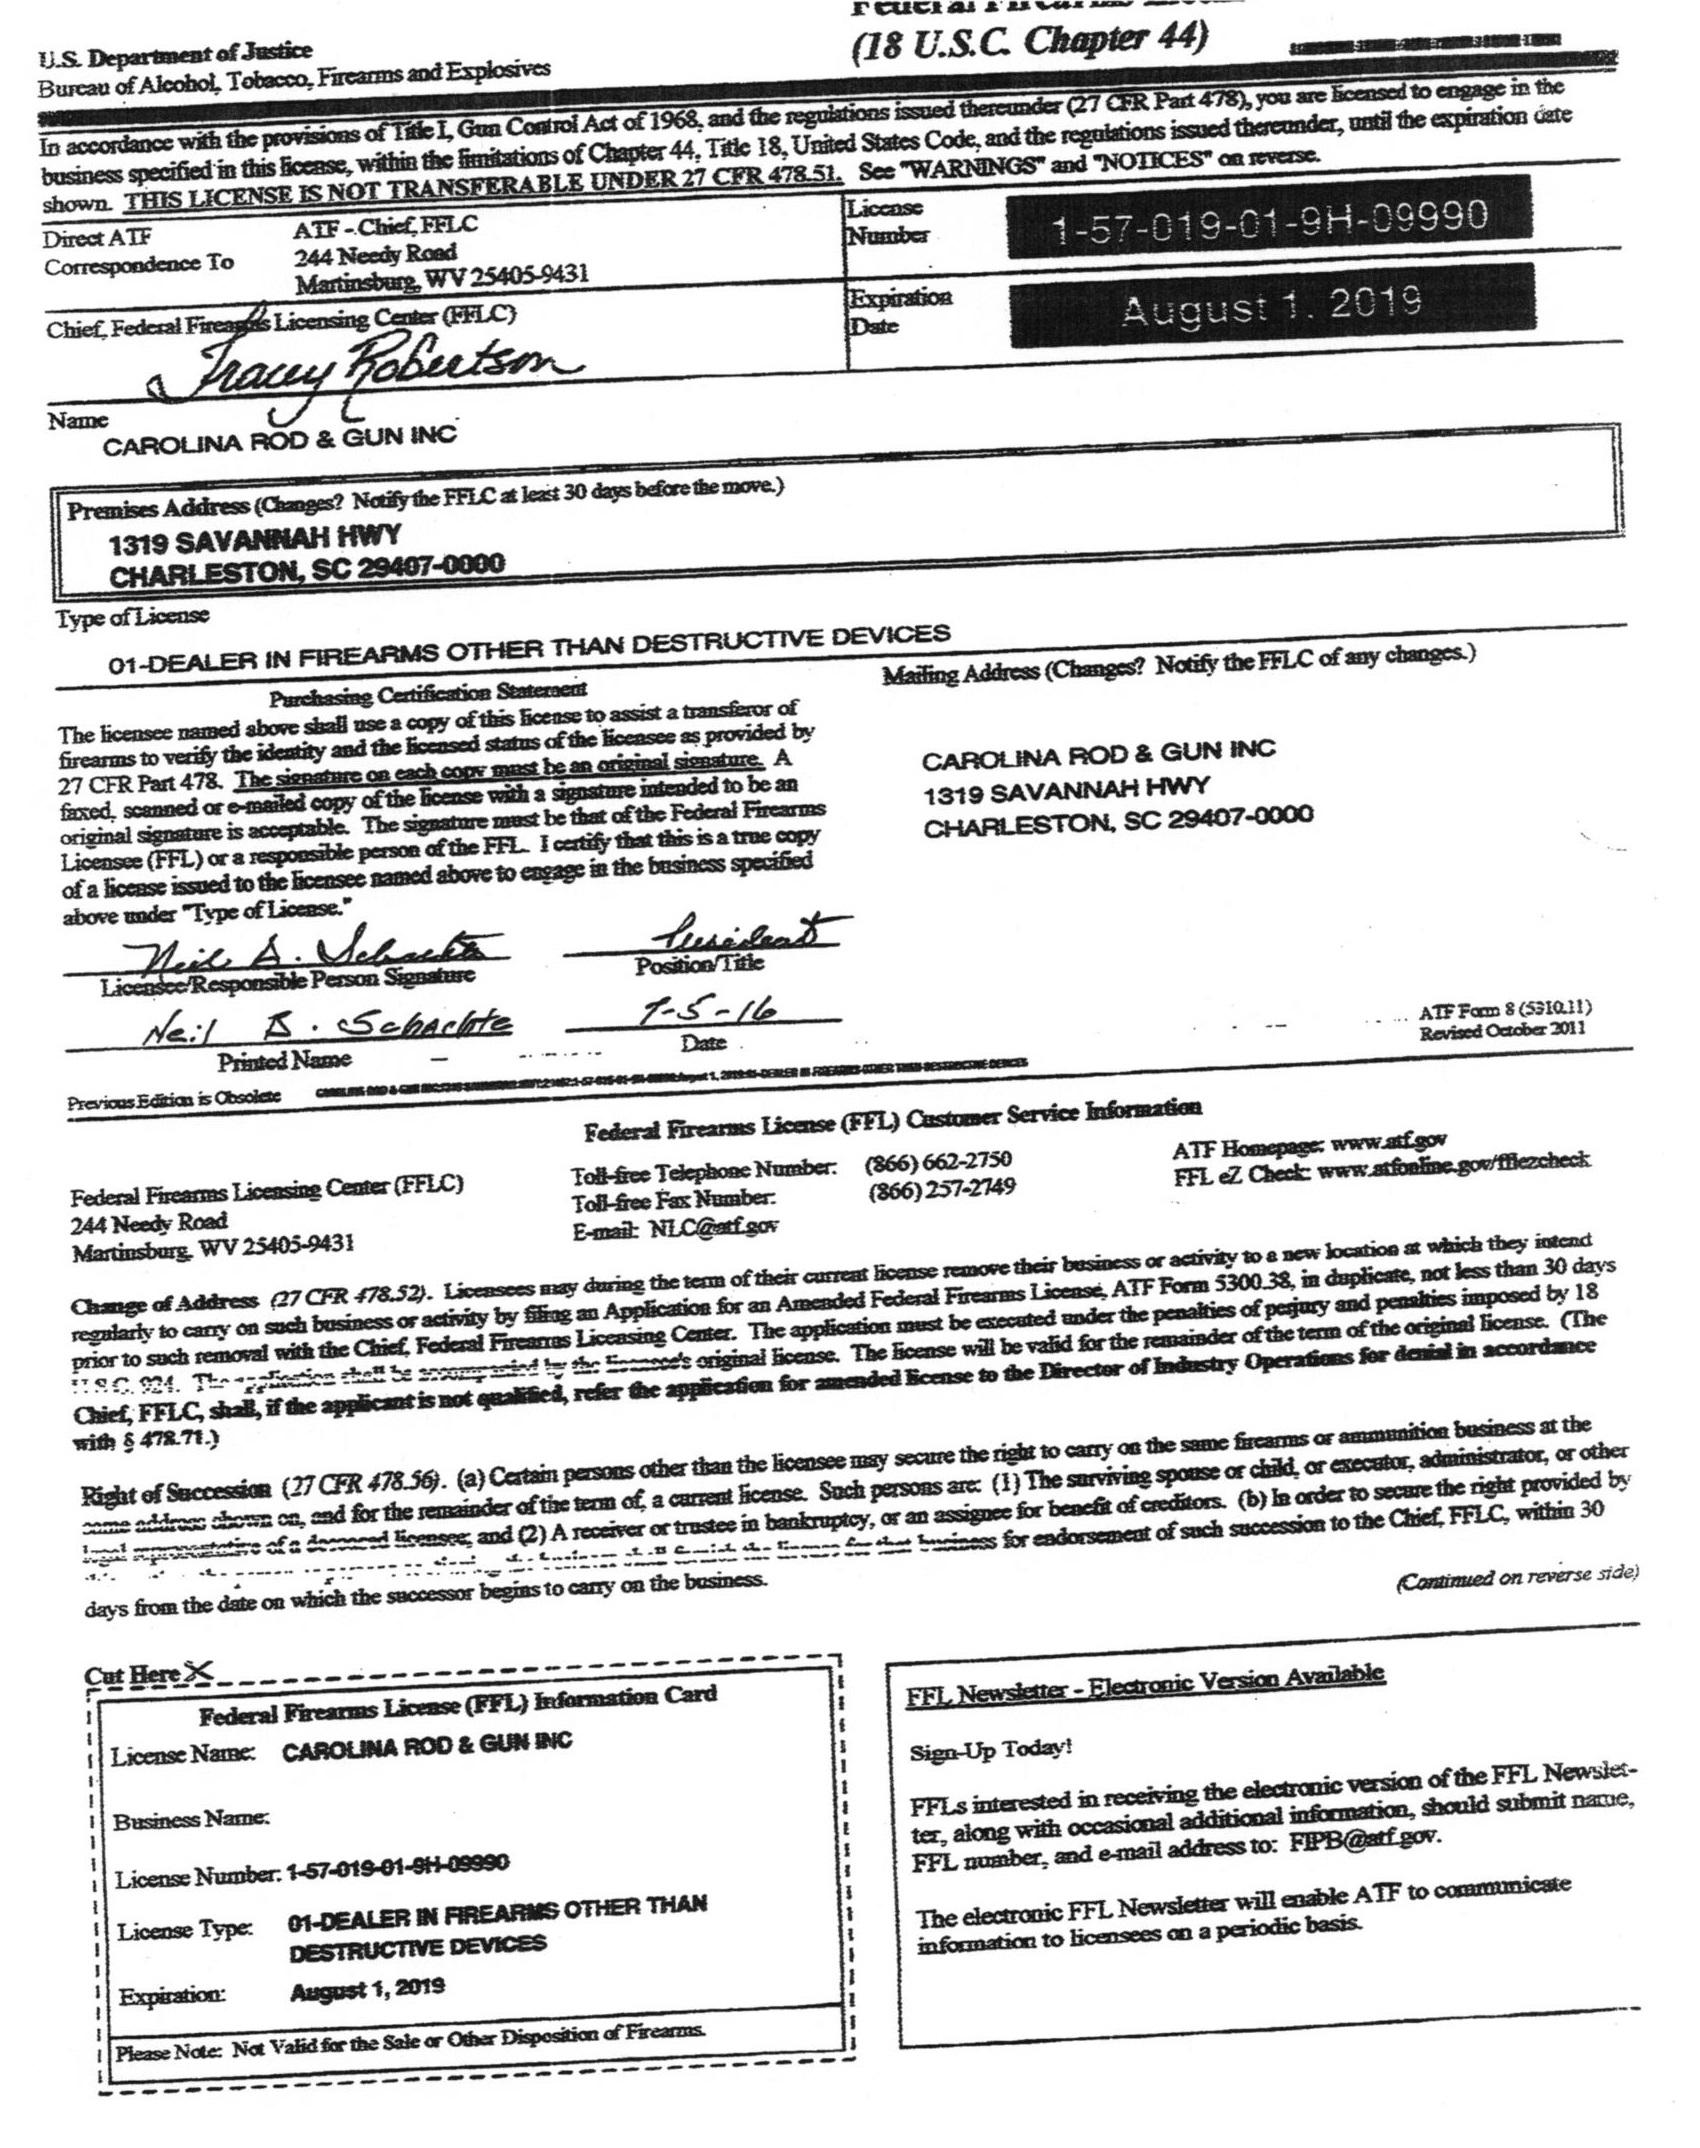 (18 U.S.C. Chapter 44)
U.S. Department of Justice
Bureau of Alcohol, Tobacco, Firearms and Explosives
In accordance with the provisions of Title I, Gun Control Act of 1968, and the regulations issued thereunder (27 CFR Part 478), you are licensed to engage in the
business specified in this license, within the limitations of Chapter 44, Title 18, United States Code, and the regulations issued thereunder, until the expiration date
shown. THIS LICENSE IS NOT TRANSFERABLE UNDER 27 CFR 478.51. See "WARNINGS" and "NOTICES" on reverse.
Direct ATF
Correspondence To
ATF - Chief, FFLC
244 Needy Road
Martinsburg, WV 25405-9431
License
Number
1-57-019-01-9H-09990
Chief, Federal Firearms Licensing Center (FFLC)
Tracey Robertson
Expiration
Date
August 1, 2019
Name
CAROLINA ROD & GUN INC
Premises Address (Changes? Notify the FFLC at least 30 days before the move.)
1319 SAVANNAH HWY
CHARLESTON, SC 29407-0000
Type of License
01-DEALER IN FIREARMS OTHER THAN DESTRUCTIVE DEVICES
Purchasing Certification Statement
The licensee named above shall use a copy of this license to assist a transferor of
firearms to verify the identity and the licensed status of the licensee as provided by
27 CFR Part 478. The signature on each copy must be an original signature. A
faxed, scanned or e-mailed copy of the license with a signature intended to be an
original signature is acceptable. The signature must be that of the Federal Firearms
Licensee (FFL) or a responsible person of the FFL. I certify that this is a true copy
of a license issued to the licensee named above to engage in the business specified
above under "Type of License."
Mailing Address (Changes? Notify the FFLC of any changes.)
CAROLINA ROD & GUN INC
1319 SAVANNAH HWY
CHARLESTON, SC 29407-0000
Neil B. Schachte
Licensee/Responsible Person Signature
President
Position/Title
Neil B. Schachte
Printed Name
7-5-16
Date
ATF Form 8 (5310.11)
Revised October 2011
Previous Edition is Obsolete
Federal Firearms License (FFL) Customer Service Information
Federal Firearms Licensing Center (FFLC)
244 Needy Road
Martinsburg, WV 25405-9431
Toll-free Telephone Number: (866) 662-2750
Toll-free Fax Number: (866) 257-2749
E-mail: NLC@atf.gov
ATF Homepage: www.atf.gov
FFL eZ Check: www.atfonline.gov/fflezcheck
Change of Address (27 CFR 478.52). Licensees may during the term of their current license remove their business or activity to a new location at which they intend
regularly to carry on such business or activity by filing an Application for an Amended Federal Firearms License, ATF Form 5300.38, in duplicate, not less than 30 days
prior to such removal with the Chief, Federal Firearms Licensing Center. The application must be executed under the penalties of perjury and penalties imposed by 18
U.S.C. 924. The application shall be accompanied by the licensee's original license. The license will be valid for the remainder of the term of the original license. (The
Chief, FFLC, shall, if the applicant is not qualified, refer the application for amended license to the Director of Industry Operations for denial in accordance
with § 478.71.)
Right of Succession (27 CFR 478.56). (a) Certain persons other than the licensee may secure the right to carry on the same firearms or ammunition business at the
same address shown on, and for the remainder of the term of, a current license. Such persons are: (1) The surviving spouse or child, or executor, administrator, or other
legal representative of a deceased licensee; and (2) A receiver or trustee in bankruptcy, or an assignee for benefit of creditors. (b) In order to secure the right provided by
the business shall furnish the license for that business for endorsement of such succession to the Chief, FFLC, within 30
days from the date on which the successor begins to carry on the business.
(Continued on reverse side)
Cut Here
Federal Firearms License (FFL) Information Card
License Name: CAROLINA ROD & GUN INC
Business Name:
License Number: 1-57-019-01-9H-09990
License Type: 01-DEALER IN FIREARMS OTHER THAN
DESTRUCTIVE DEVICES
Expiration: August 1, 2019
Please Note: Not Valid for the Sale or Other Disposition of Firearms.
FFL Newsletter - Electronic Version Available
Sign-Up Today!
FFLs interested in receiving the electronic version of the FFL Newslet-
ter, along with occasional additional information, should submit name,
FFL number, and e-mail address to: FIPB@atf.gov.
The electronic FFL Newsletter will enable ATF to communicate
information to licensees on a periodic basis.